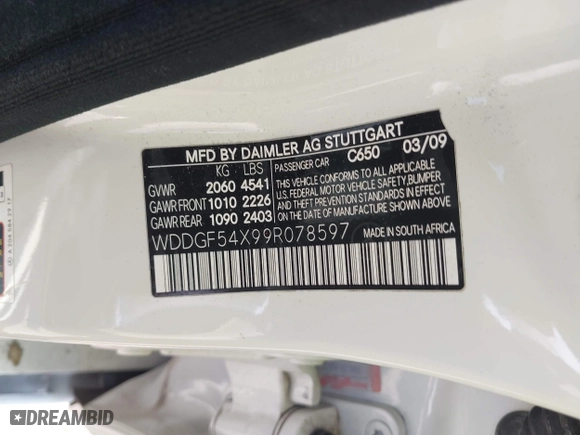 MFD BY DAIMLER AG STUTTGART
KG LBS PASSENGER CAR C650 03/09
GVWR 2060 4541
GAWR FRONT 1010 2226
GAWR REAR 1090 2403
THIS VEHICLE CONFORMS TO ALL APPLICABLE
U.S. FEDERAL MOTOR VEHICLE SAFETY BUMPER
AND THEFT PREVENTION STANDARDS IN EFFECT
ON THE DATE OF MANUFACTURE SHOWN ABOVE
WDDGF54X99R078597 MADE IN SOUTH AFRICA
DREAMBID